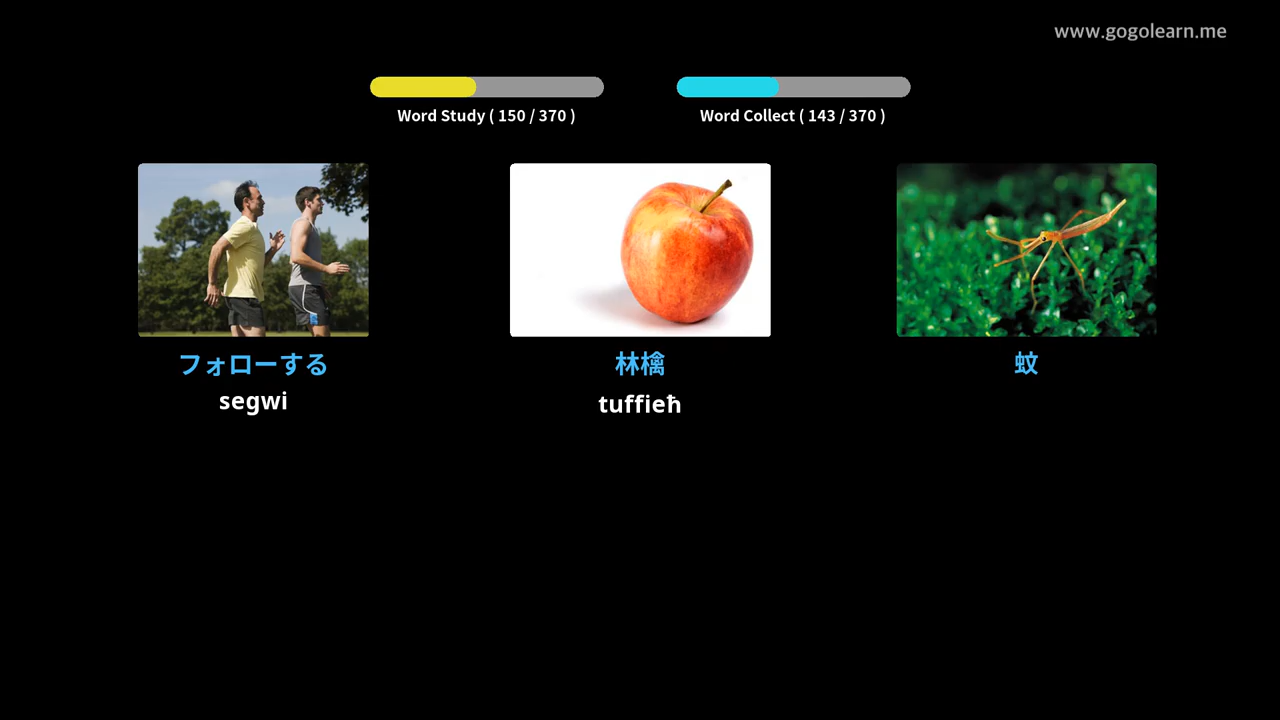 www.gogolearn.me
Word Study ( 150 / 370 )
Word Collect ( 143 / 370 )
フォローする
林檎
蚊
segwi
tuffieħ